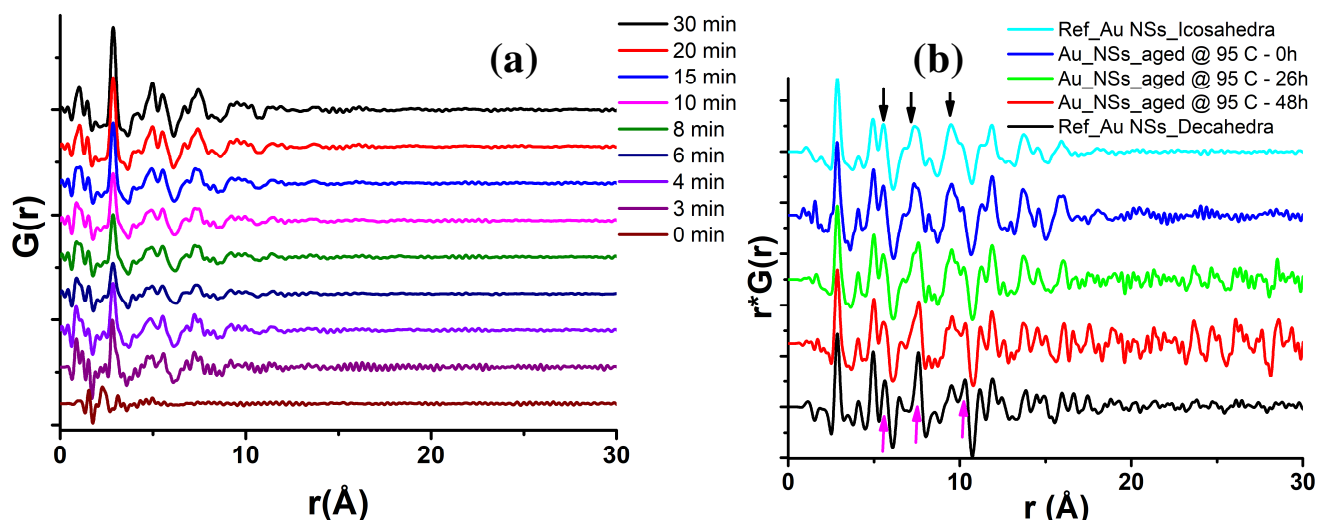 (a)
30 min
20 min
15 min
10 min
8 min
6 min
4 min
3 min
0 min
G(r)
0
10
20
30
r(Å)
(b)
Ref_Au NSs_Icosahedra
Au_NSs_aged @ 95 C - 0h
Au_NSs_aged @ 95 C - 26h
Au_NSs_aged @ 95 C - 48h
Ref_Au NSs_Decahedra
r*G(r)
0
10
20
30
r (Å)